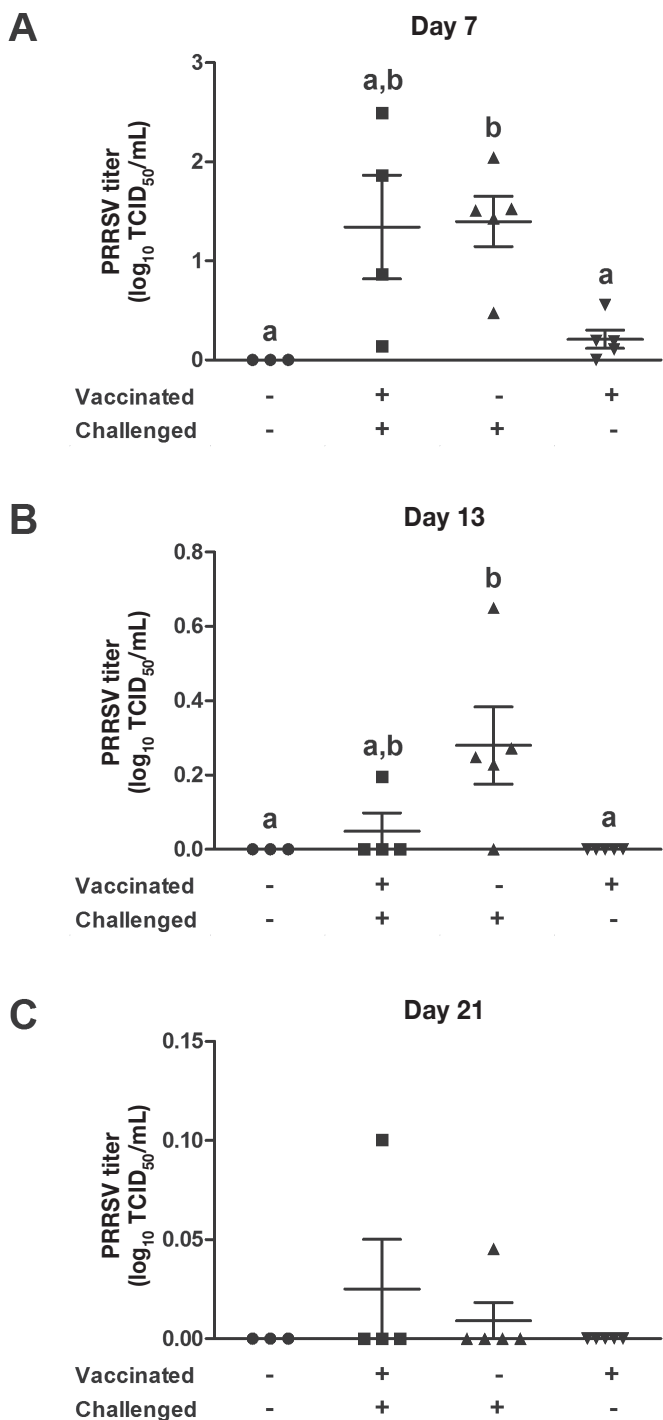 A
Day 7
PRRSV titer
(log10 TCID50/mL)
3
2
1
0
a
a,b
b
a
Vaccinated - + - +
Challenged - + + -
B
Day 13
PRRSV titer
(log10 TCID50/mL)
0.8
0.6
0.4
0.2
0.0
a
a,b
b
a
Vaccinated - + - +
Challenged - + + -
C
Day 21
PRRSV titer
(log10 TCID50/mL)
0.15
0.10
0.05
0.00
Vaccinated - + - +
Challenged - + + -